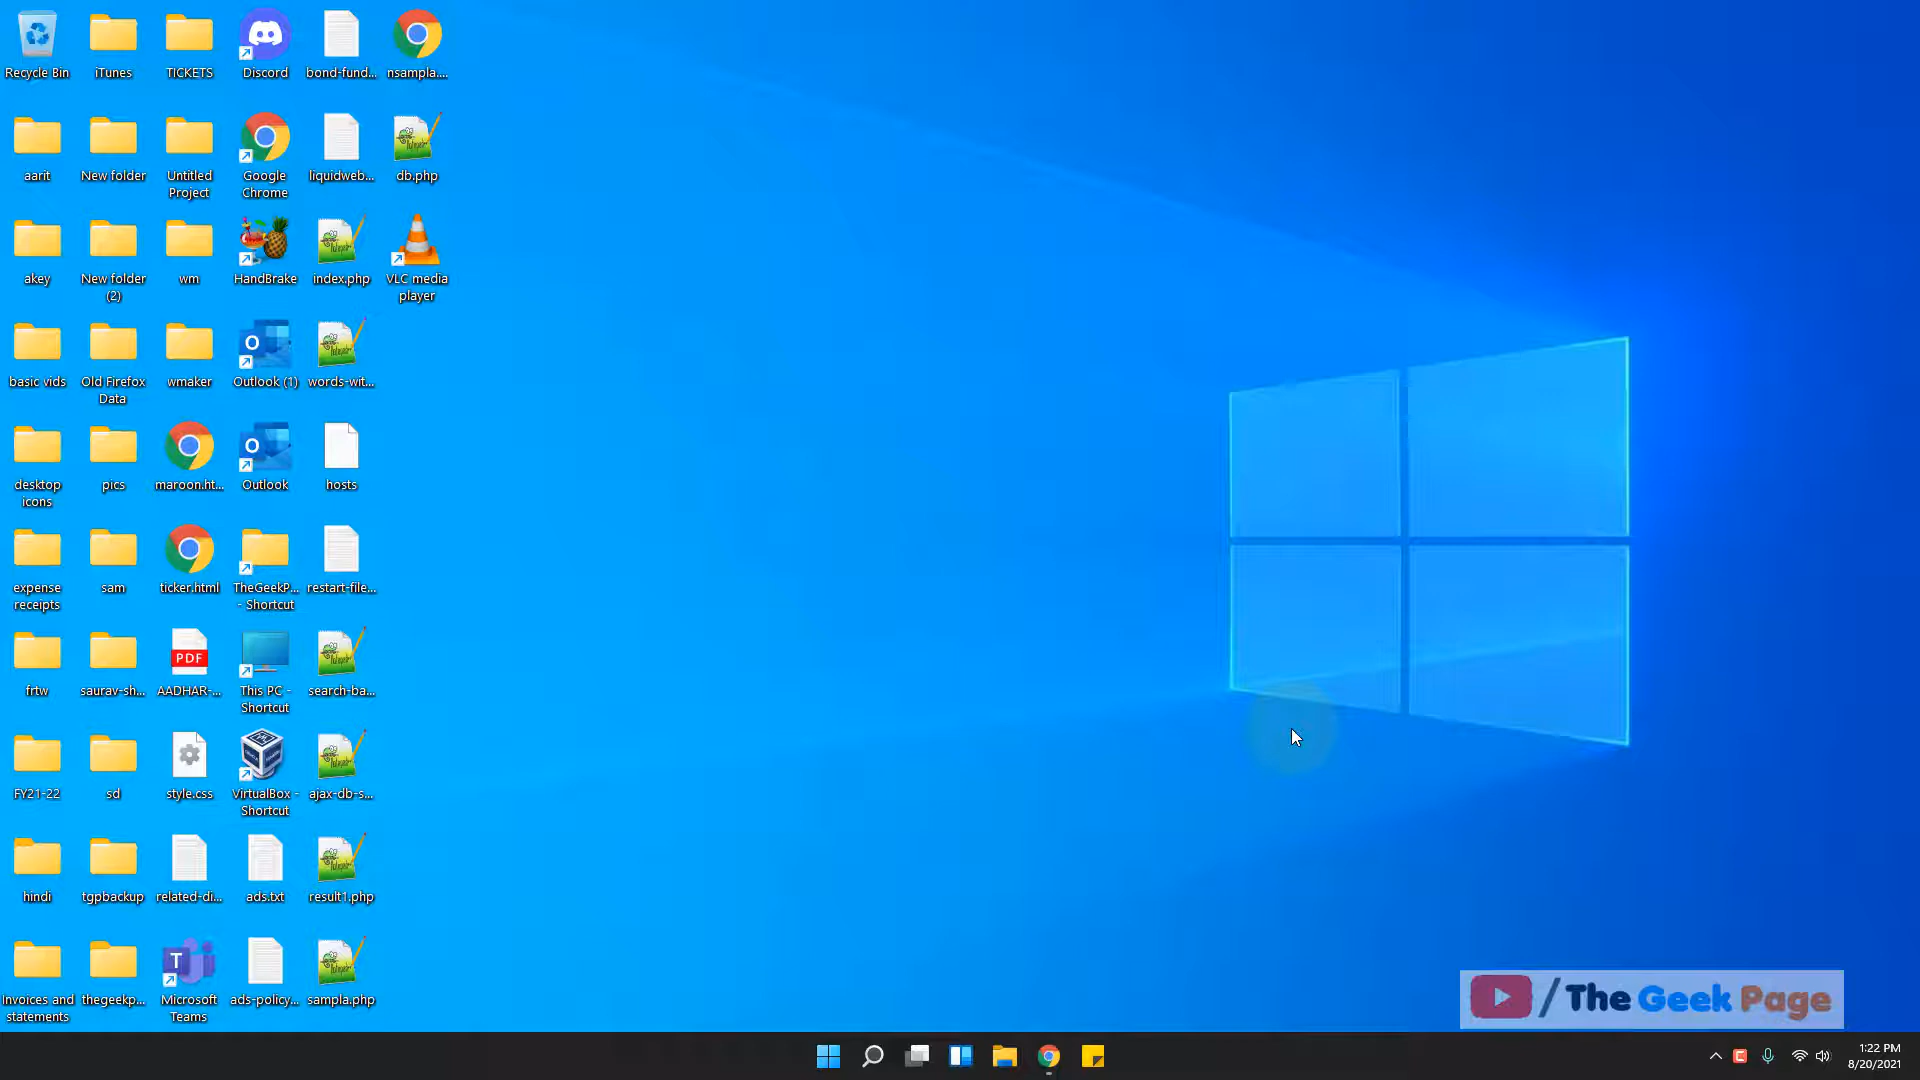 Recycle Bin
iTunes
TICKETS
Discord
bond-fund...
nsampla....
aarit
New folder
Untitled
Project
Google
Chrome
liquidweb...
db.php
akey
New folder
(2)
wm
HandBrake
index.php
VLC media
player
basic vids
Old Firefox
Data
wmaker
Outlook (1)
words-wit...
desktop
icons
pics
maroon.ht...
Outlook
hosts
expense
receipts
sam
ticker.html
TheGeekP...
- Shortcut
restart-file...
frtw
saurav-sh...
PDF
AADHAR-...
This PC -
Shortcut
search-ba...
FY21-22
sd
style.css
VirtualBox -
Shortcut
ajax-db-s...
hindi
tgpbackup
related-di...
ads.txt
result1.php
Invoices and
statements
thegeekp...
Microsoft
Teams
ads-policy...
sampla.php
/ The Geek Page
1:22 PM
8/20/2021